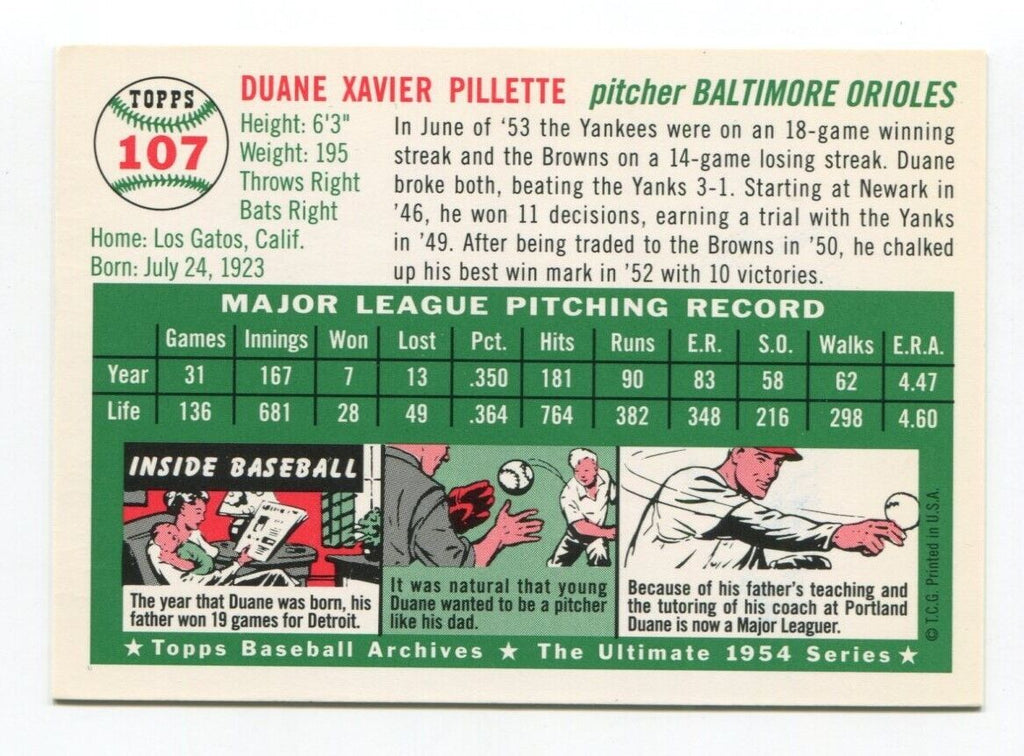 TOPPS
107
DUANE XAVIER PILLETTE pitcher BALTIMORE ORIOLES
Height: 6'3"
Weight: 195
Throws Right
Bats Right
Home: Los Gatos, Calif.
Born: July 24, 1923
In June of '53 the Yankees were on an 18-game winning
streak and the Browns on a 14-game losing streak. Duane
broke both, beating the Yanks 3-1. Starting at Newark in
'46, he won 11 decisions, earning a trial with the Yanks
in '49. After being traded to the Browns in '50, he chalked
up his best win mark in '52 with 10 victories.
MAJOR LEAGUE PITCHING RECORD
Games Innings Won Lost Pct. Hits Runs E.R. S.O. Walks E.R.A.
Year 31 167 7 13 .350 181 90 83 58 62 4.47
Life 136 681 28 49 .364 764 382 348 216 298 4.60
INSIDE BASEBALL
The year that Duane was born, his
father won 19 games for Detroit.
It was natural that young
Duane wanted to be a pitcher
like his dad.
Because of his father's teaching and
the tutoring of his coach at Portland
Duane is now a Major Leaguer.
© T.C.G. Printed in U.S.A.
★ Topps Baseball Archives ★ The Ultimate 1954 Series ★